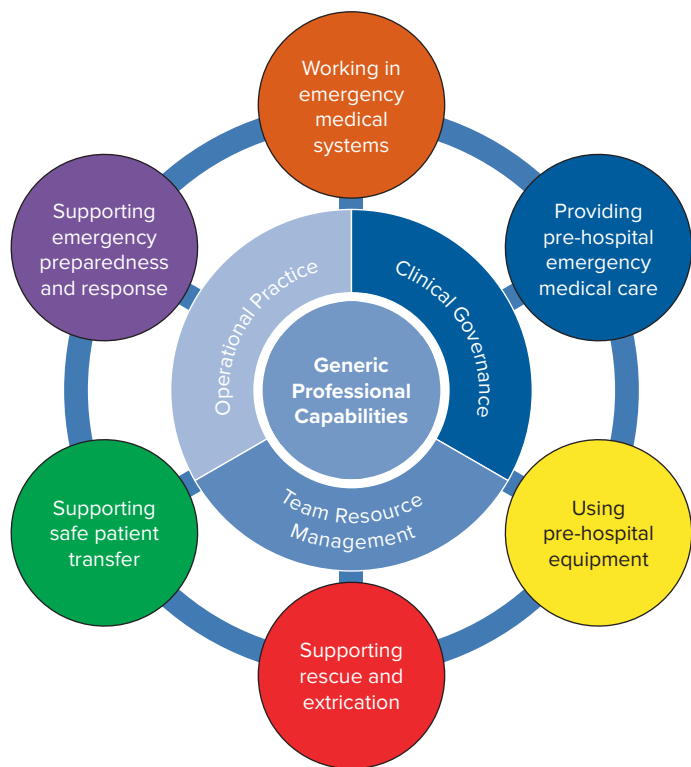 Working in
emergency
medical
systems
Supporting
emergency
preparedness
and response
Providing
pre-hospital
emergency
medical care
Operational Practice
Clinical Governance
Generic
Professional
Capabilities
Team Resource
Management
Supporting
safe patient
transfer
Using
pre-hospital
equipment
Supporting
rescue and
extrication